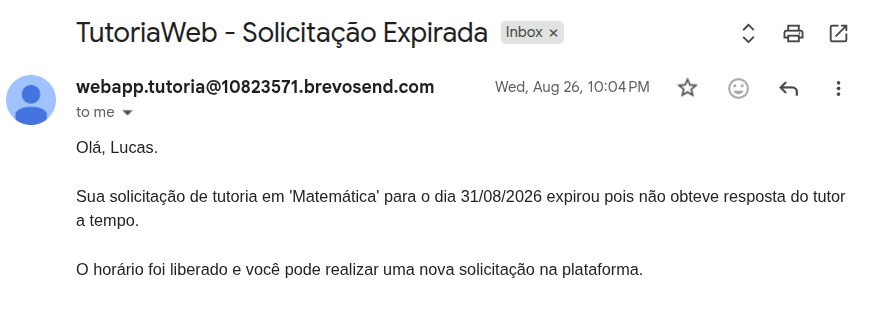 TutoriaWeb - Solicitação Expirada Inbox ×
webapp.tutoria@10823571.brevosend.com Wed, Aug 26, 10:04 PM
to me
Olá, Lucas.
Sua solicitação de tutoria em 'Matemática' para o dia 31/08/2026 expirou pois não obteve resposta do tutor
a tempo.
O horário foi liberado e você pode realizar uma nova solicitação na plataforma.